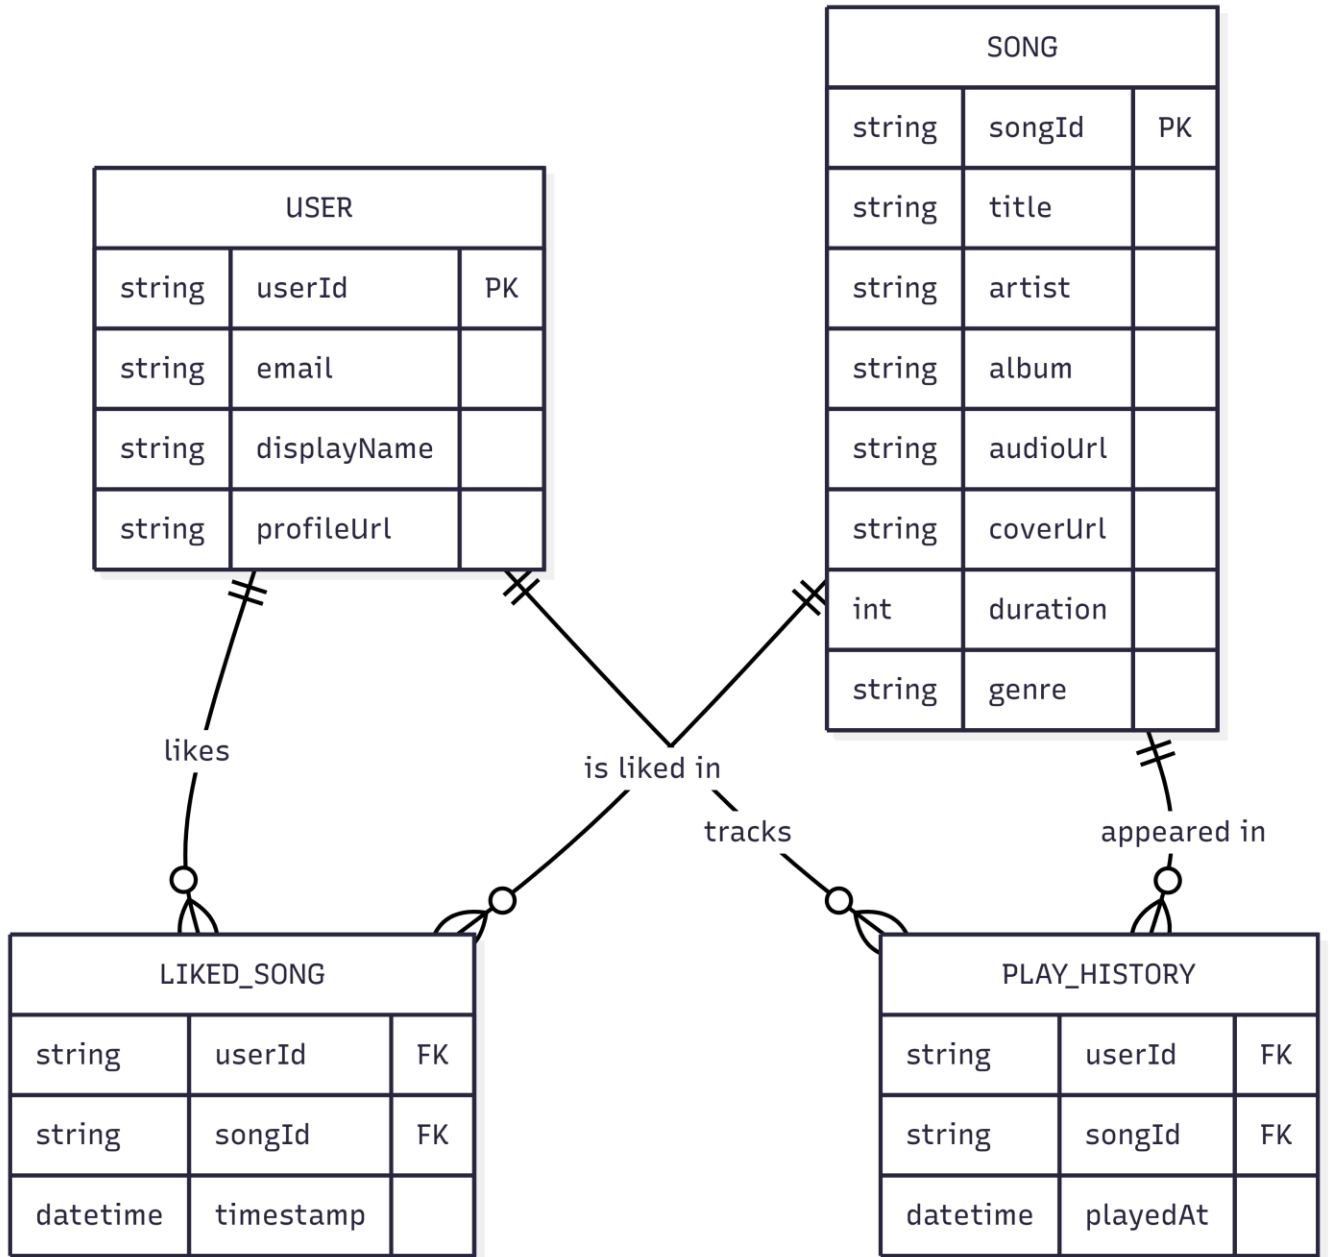 SONG
string songId PK
string title
string artist
string album
string audioUrl
string coverUrl
int duration
string genre
USER
string userId PK
string email
string displayName
string profileUrl
likes
is liked in
tracks
appeared in
LIKED_SONG
string userId FK
string songId FK
datetime timestamp
PLAY_HISTORY
string userId FK
string songId FK
datetime playedAt